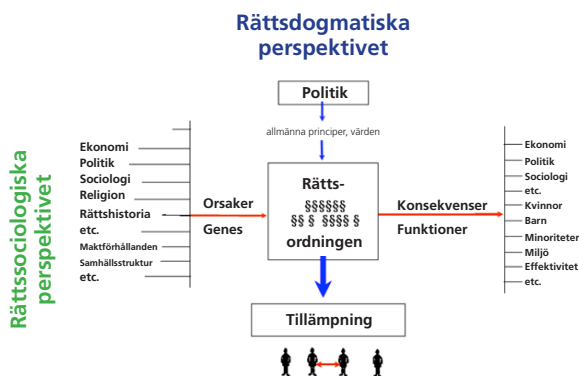 Rättsdogmatiska
perspektivet
Rättssociologiska
perspektivet
Politik
allmänna principer, värden
Ekonomi
Politik
Sociologi
Religion
Rättshistoria
etc.
Maktförhållanden
Samhällsstruktur
etc.
Orsaker
Genes
Rätts-
§§§§§§
§§ § §§§§ §
ordningen
Konsekvenser
Funktioner
Ekonomi
Politik
Sociologi
etc.
Kvinnor
Barn
Minoriteter
Miljö
Effektivitet
etc.
Tillämpning